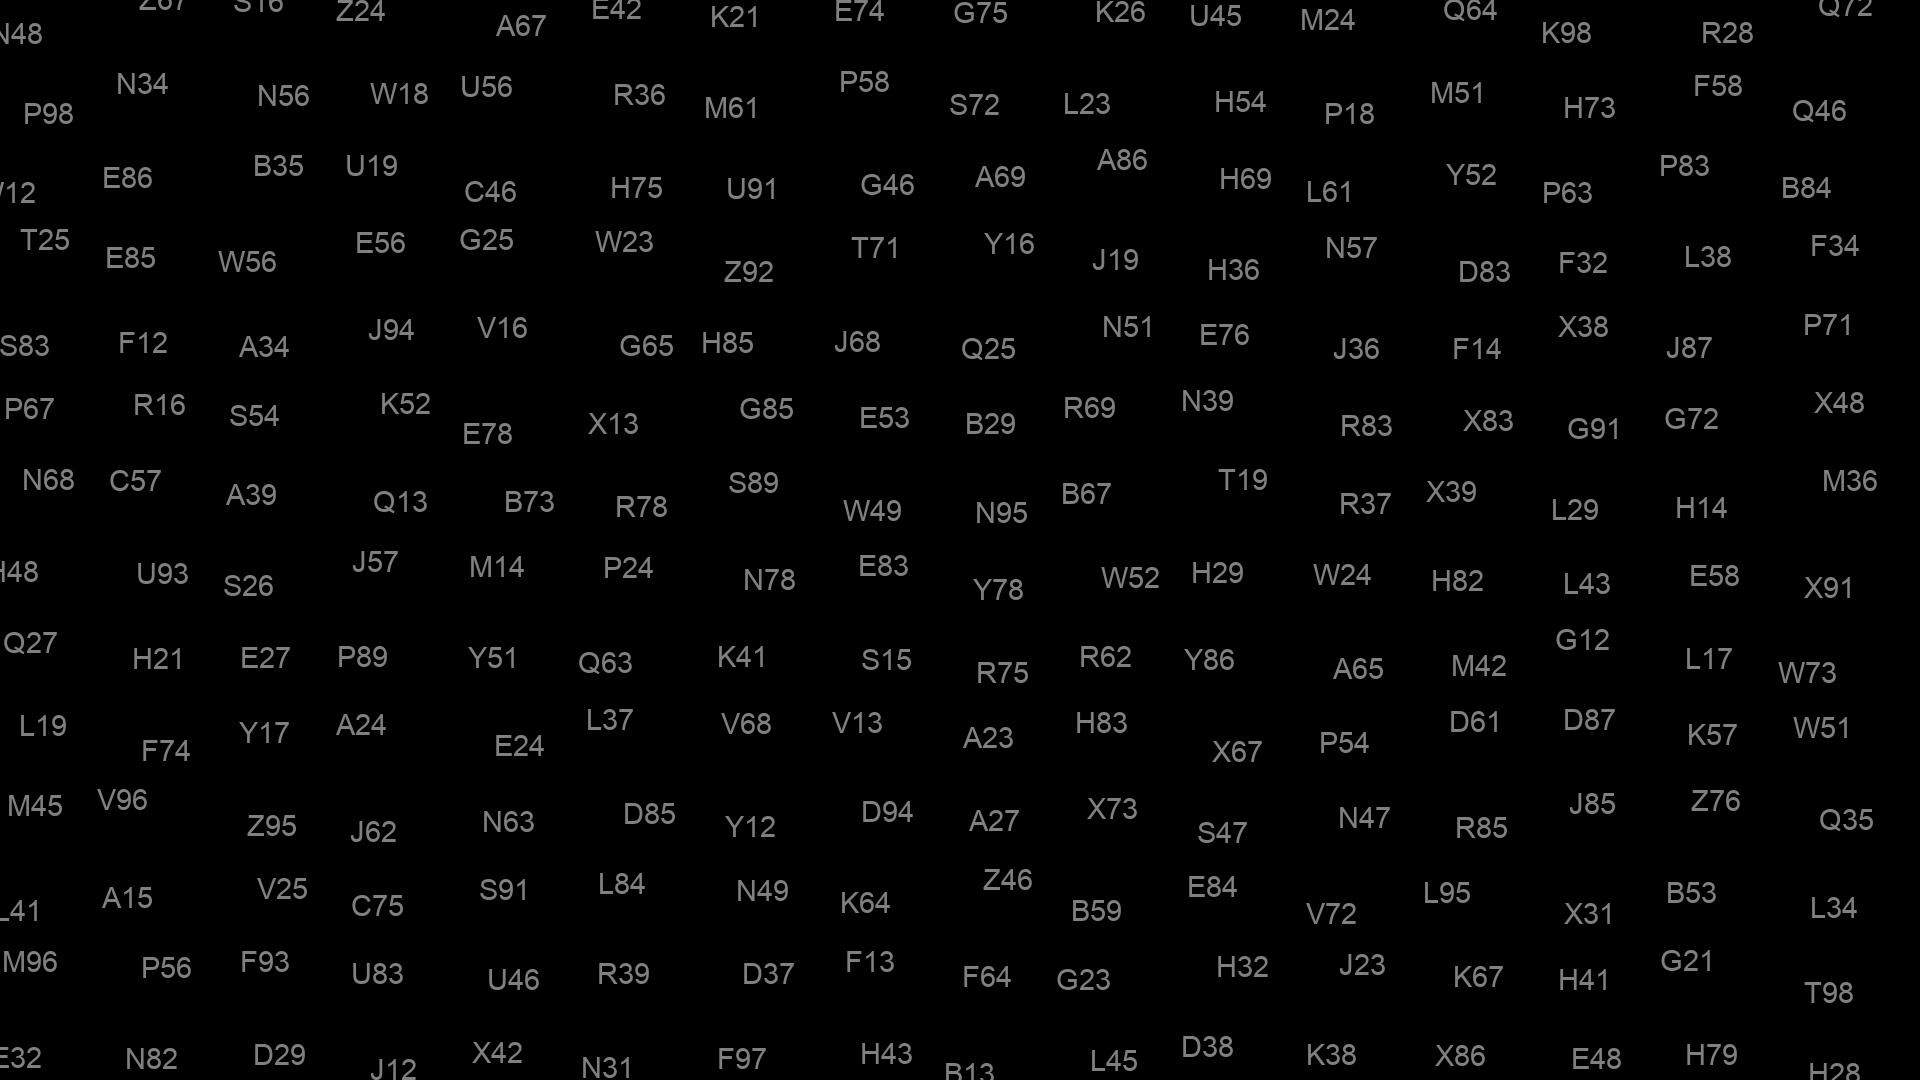 Z67 S16 Z24 A67 E42 K21 E74 G75 K26 U45 M24 Q64 K98 R28 Q72
N48
P98 N34 N56 W18 U56 R36 M61 P58 S72 L23 H54 P18 M51 H73 F58 Q46
E86 B35 U19 C46 H75 U91 G46 A69 A86 H69 L61 Y52 P63 P83 B84
T25 E85 W56 E56 G25 W23 Z92 T71 Y16 J19 H36 N57 D83 F32 L38 F34
S83 F12 A34 J94 V16 G65 H85 J68 Q25 N51 E76 J36 F14 X38 J87 P71
P67 R16 S54 K52 E78 X13 G85 E53 B29 R69 N39 R83 X83 G91 G72 X48
N68 C57 A39 Q13 B73 R78 S89 W49 N95 B67 T19 R37 X39 L29 H14 M36
H48 U93 S26 J57 M14 P24 N78 E83 Y78 W52 H29 W24 H82 L43 E58 X91
Q27 H21 E27 P89 Y51 Q63 K41 S15 R75 R62 Y86 A65 M42 G12 L17 W73
L19 F74 Y17 A24 E24 L37 V68 V13 A23 H83 X67 P54 D61 D87 K57 W51
M45 V96 Z95 J62 N63 D85 Y12 D94 A27 X73 S47 N47 R85 J85 Z76 Q35
L41 A15 V25 C75 S91 L84 N49 K64 Z46 B59 E84 V72 L95 X31 B53 L34
M96 P56 F93 U83 U46 R39 D37 F13 F64 G23 H32 J23 K67 H41 G21 T98
E32 N82 D29 J12 X42 N31 F97 H43 B13 L45 D38 K38 X86 E48 H79 H28